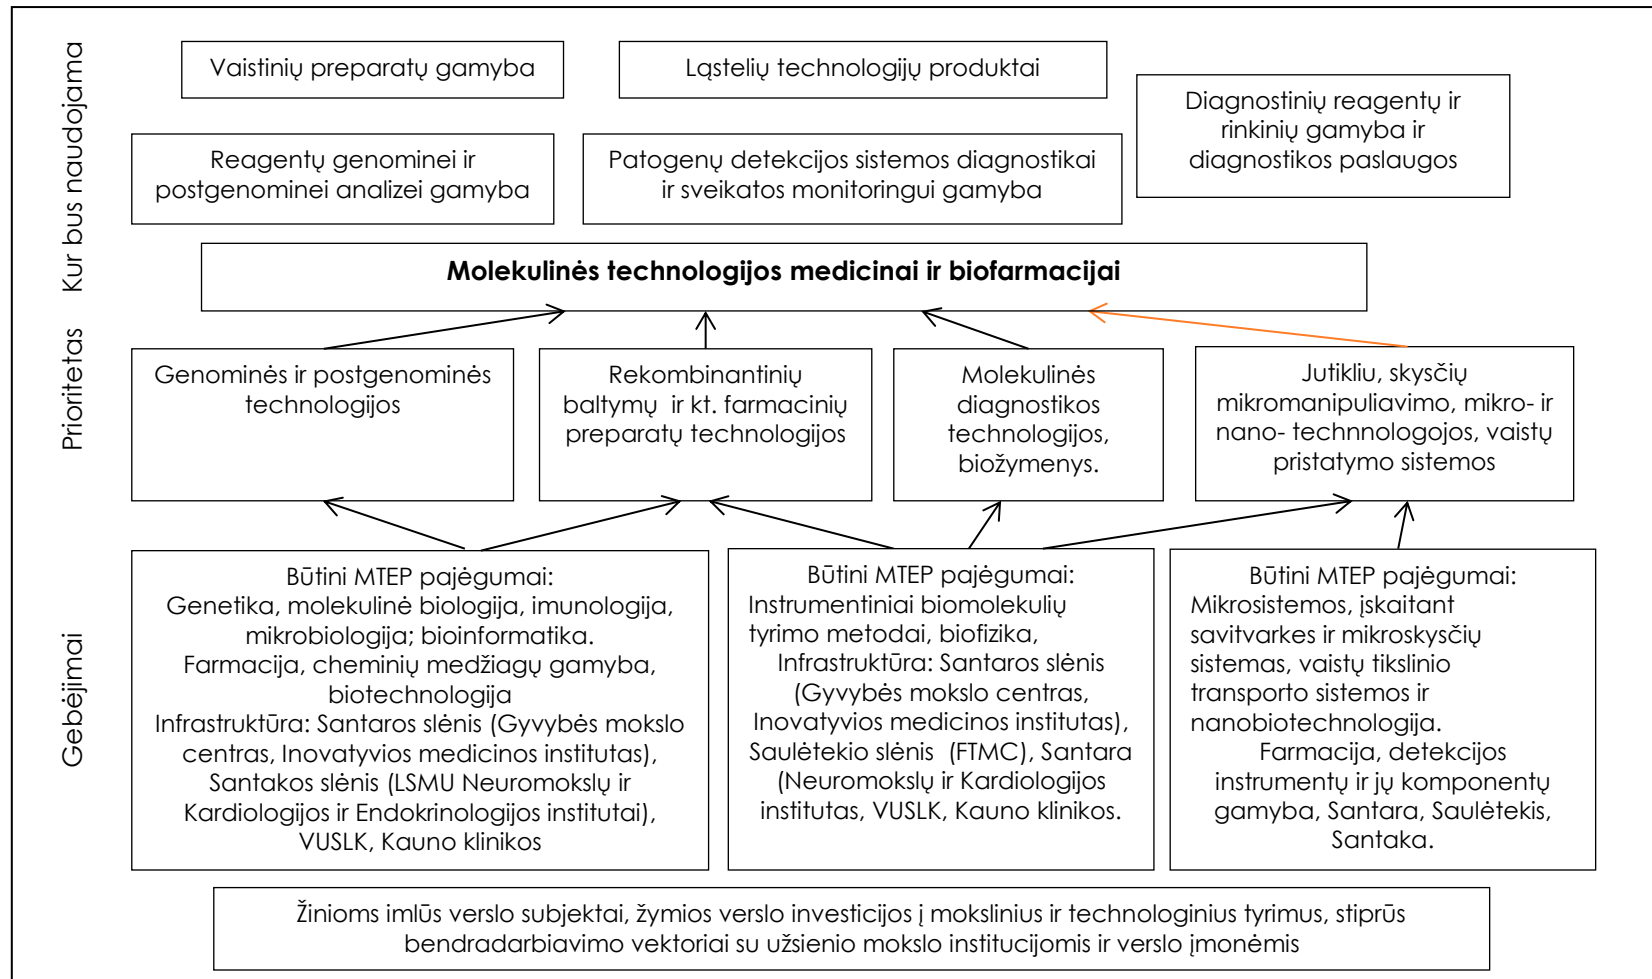 Kur bus naudojama
Vaistinių preparatų gamyba
Ląstelių technologijų produktai
Diagnostinių reagentų ir
rinkinių gamyba ir
diagnostikos paslaugos
Reagentų genominei ir
postgenominei analizei gamyba
Patogenų detekcijos sistemos diagnostikai
ir sveikatos monitoringui gamyba
Molekulinės technologijos medicinai ir biofarmacijai
Prioritetas
Genominės ir postgenominės
technologijos
Rekombinantinių
baltymų ir kt. farmacinių
preparatų technologijos
Molekulinės
diagnostikos
technologijos,
biožymenys.
Jutikliu, skysčių
mikromanipuliavimo, mikro- ir
nano- technnologojos, vaistų
pristatymo sistemos
Gebėjimai
Būtini MTEP pajėgumai:
Genetika, molekulinė biologija, imunologija,
mikrobiologija; bioinformatika.
Farmacija, cheminių medžiagų gamyba,
biotechnologija
Infrastruktūra: Santaros slėnis (Gyvybės mokslo
centras, Inovatyvios medicinos institutas),
Santakos slėnis (LSMU Neuromokslų ir
Kardiologijos ir Endokrinologijos institutai),
VUSLK, Kauno klinikos
Būtini MTEP pajėgumai:
Instrumentiniai biomolekulių
tyrimo metodai, biofizika,
Infrastruktūra: Santaros slėnis
(Gyvybės mokslo centras,
Inovatyvios medicinos institutas),
Saulėtekio slėnis (FTMC), Santara
(Neuromokslų ir Kardiologijos
institutas, VUSLK, Kauno klinikos.
Būtini MTEP pajėgumai:
Mikrosistemos, įskaitant
savitvarkes ir mikroskysčių
sistemas, vaistų tikslinio
transporto sistemos ir
nanobiotechnologija.
Farmacija, detekcijos
instrumentų ir jų komponentų
gamyba, Santara, Saulėtekis,
Santaka.
Žinioms imlūs verslo subjektai, žymios verslo investicijos į mokslinius ir technologinius tyrimus, stiprūs
bendradarbiavimo vektoriai su užsienio mokslo institucijomis ir verslo įmonėmis